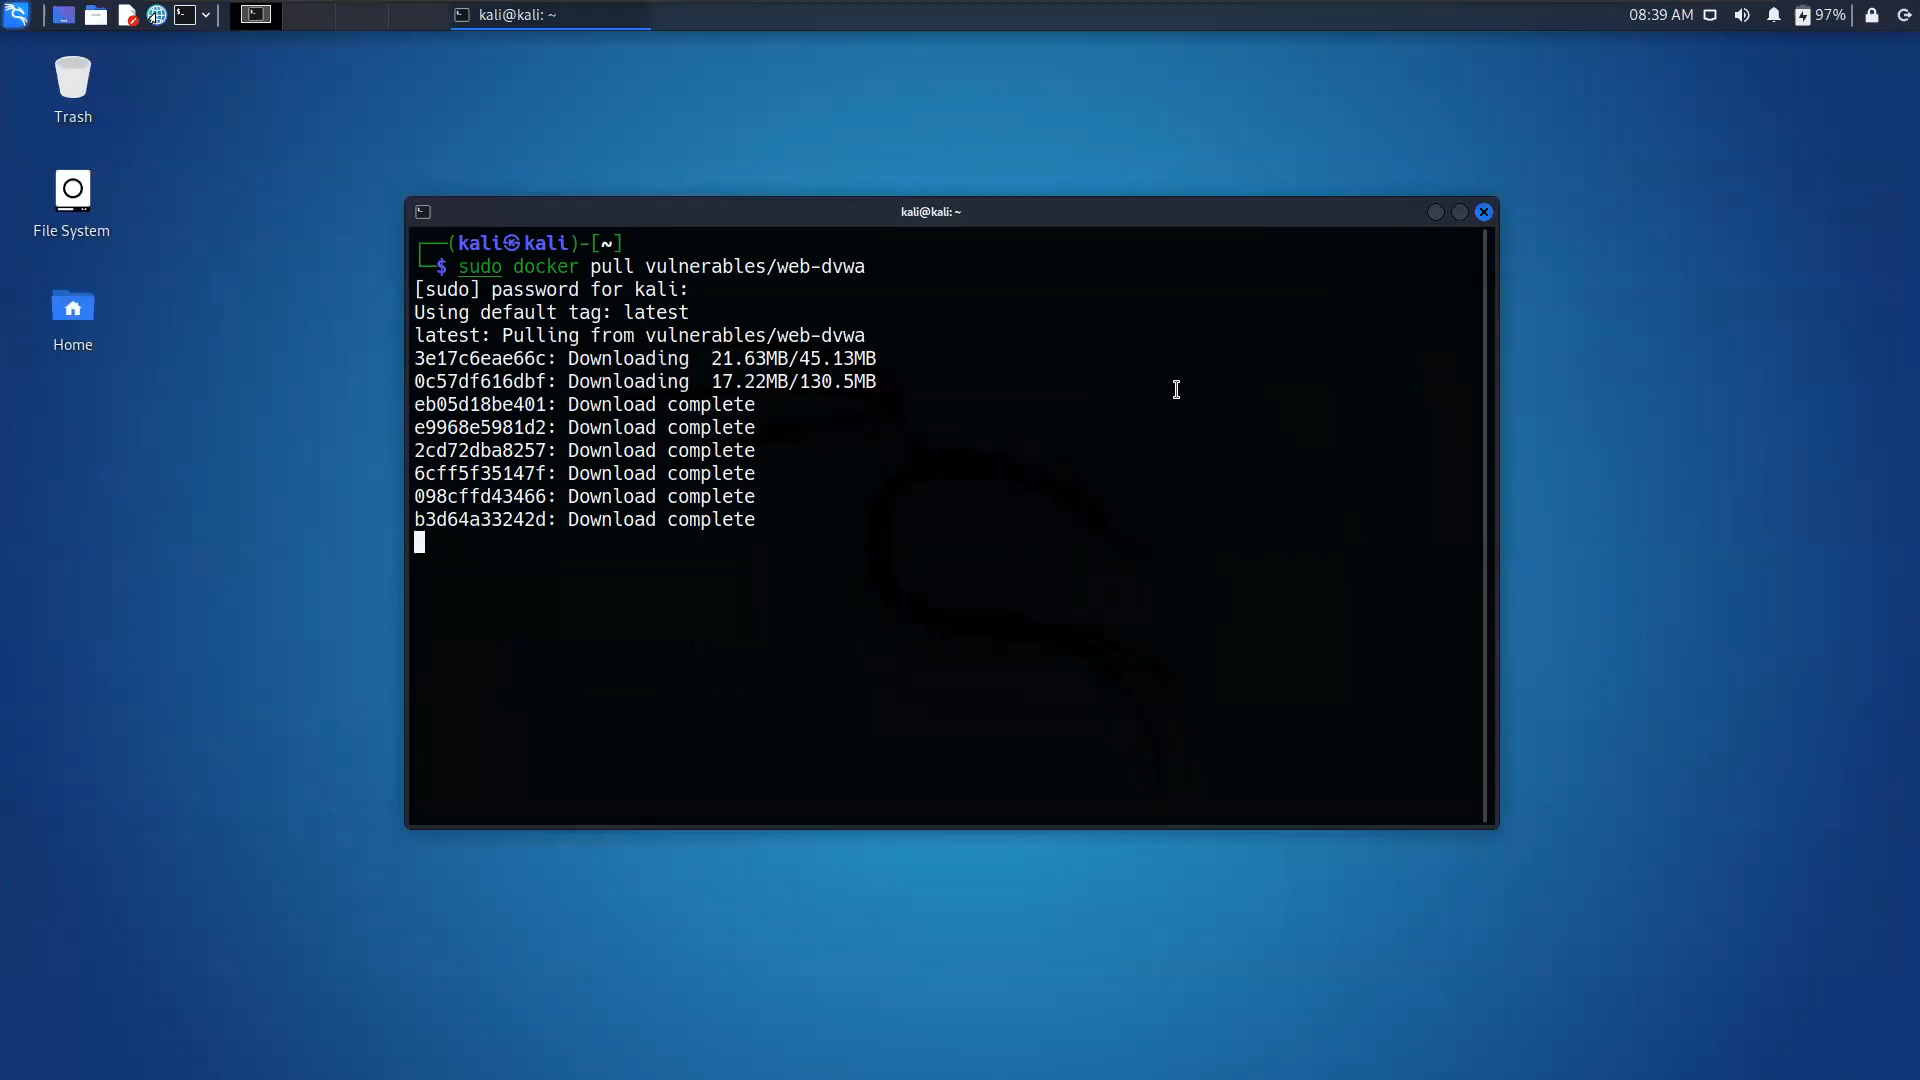 kali@kali: ~
08:39 AM
97%
Trash
File System
Home
kali@kali: ~
┌──(kali㉿kali)-[~]
└─$ sudo docker pull vulnerables/web-dvwa
[sudo] password for kali:
Using default tag: latest
latest: Pulling from vulnerables/web-dvwa
3e17c6eae66c: Downloading  21.63MB/45.13MB
0c57df616dbf: Downloading  17.22MB/130.5MB
eb05d18be401: Download complete
e9968e5981d2: Download complete
2cd72dba8257: Download complete
6cff5f35147f: Download complete
098cffd43466: Download complete
b3d64a33242d: Download complete